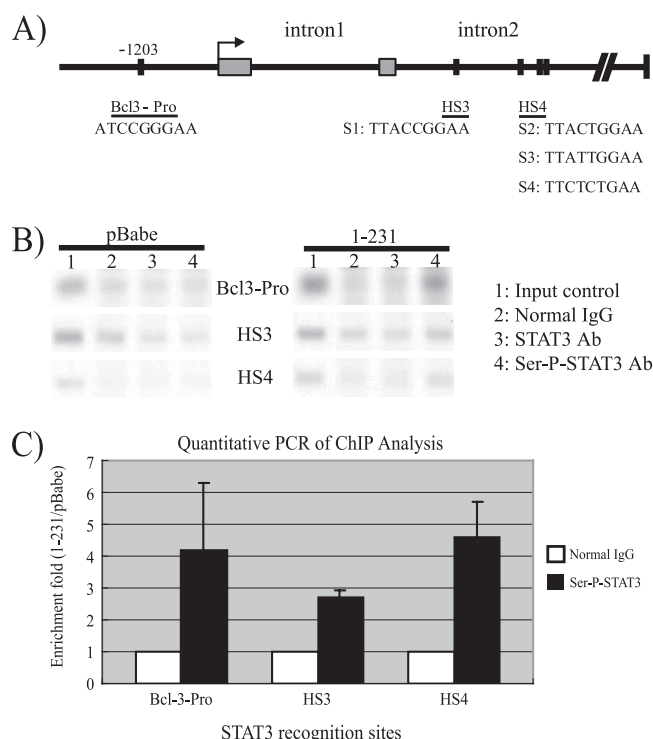 A)
intron1 intron2
-1203
Bcl3- Pro HS3 HS4
ATCCGGGAA S1: TTACCGGAA S2: TTACTGGAA
S3: TTATTGGAA
S4: TTCTCTGAA
B)
pBabe 1-231
1 2 3 4 1 2 3 4
Bcl3-Pro
HS3
HS4
1: Input control
2: Normal IgG
3: STAT3 Ab
4: Ser-P-STAT3 Ab
C)
Quantitative PCR of ChIP Analysis
Enrichment fold (1-231/pBabe)
7
6
5
4
3
2
1
0
Normal IgG
Ser-P-STAT3
Bcl-3-Pro HS3 HS4
STAT3 recognition sites